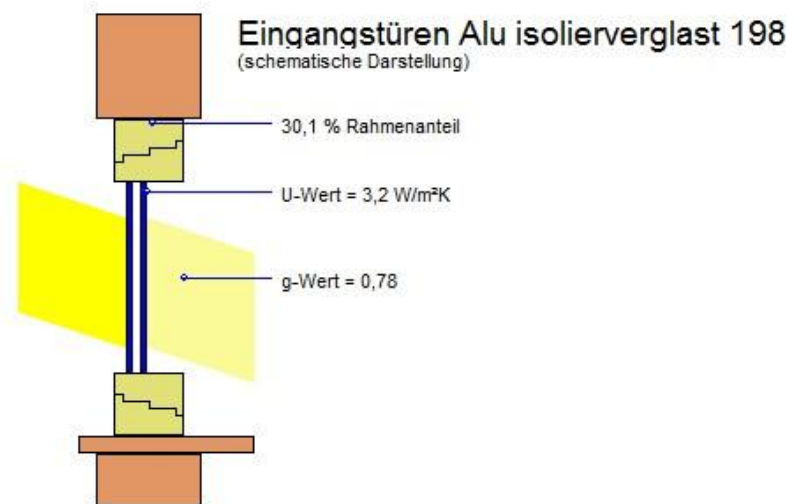 Eingangstüren Alu isolierverglast 198
(schematische Darstellung)
30,1 % Rahmenanteil
U-Wert = 3,2 W/m²K
g-Wert = 0,78